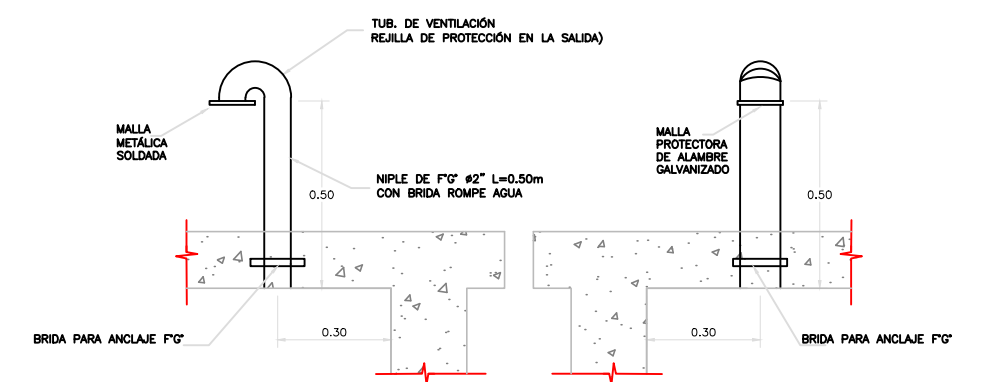 TUB. DE VENTILACIÓN
REJILLA DE PROTECCIÓN EN LA SALIDA)
MALLA
METÁLICA
SOLDADA
NIPLE DE F°G° ø2" L=0.50m
CON BRIDA ROMPE AGUA
0.50
BRIDA PARA ANCLAJE F°G°
0.30
MALLA
PROTECTORA
DE ALAMBRE
GALVANIZADO
0.50
0.30
BRIDA PARA ANCLAJE F°G°